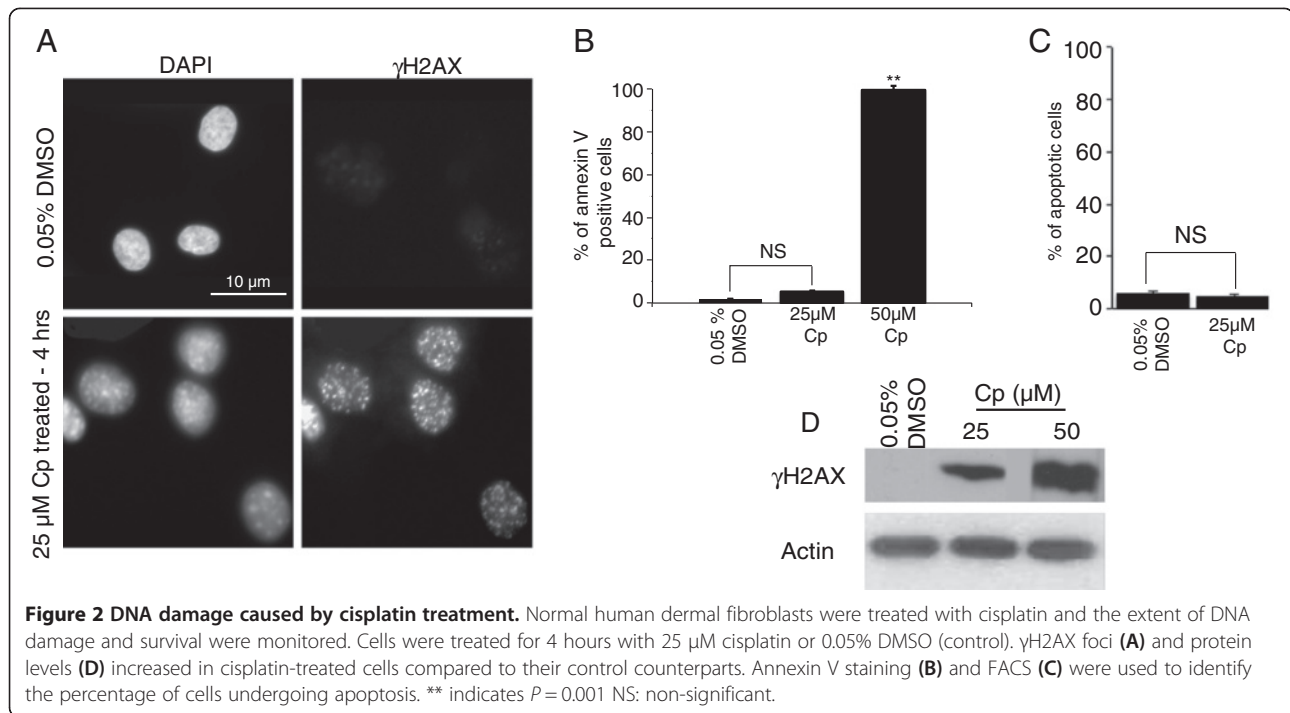 A
DAPI
γH2AX
0.05% DMSO
10 µm
25 µM Cp treated - 4 hrs
B
% of annexin V
positive cells
100
80
60
40
20
0
NS
**
0.05 %
DMSO
25µM
Cp
50µM
Cp
C
% of apoptotic cells
100
80
60
40
20
0
NS
0.05%
DMSO
25µM
Cp
D
0.05%
DMSO
Cp (µM)
25 50
γH2AX
Actin
Figure 2 DNA damage caused by cisplatin treatment. Normal human dermal fibroblasts were treated with cisplatin and the extent of DNA
damage and survival were monitored. Cells were treated for 4 hours with 25 µM cisplatin or 0.05% DMSO (control). γH2AX foci (A) and protein
levels (D) increased in cisplatin-treated cells compared to their control counterparts. Annexin V staining (B) and FACS (C) were used to identify
the percentage of cells undergoing apoptosis. ** indicates P = 0.001 NS: non-significant.